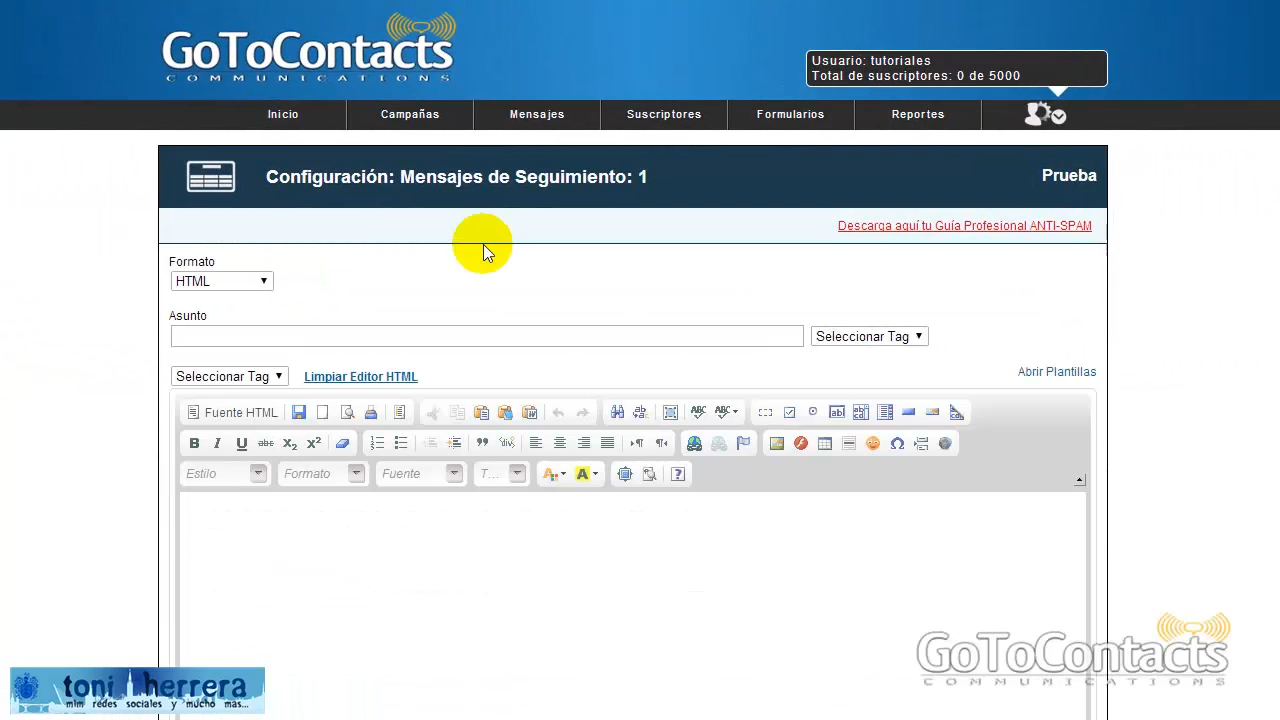 GoToContacts
COMMUNICATIONS
Usuario: tutoriales
Total de suscriptores: 0 de 5000
Inicio
Campañas
Mensajes
Suscriptores
Formularios
Reportes
Configuración: Mensajes de Seguimiento: 1
Prueba
Descarga aquí tu Guía Profesional ANTI-SPAM
Formato
HTML
Asunto
Seleccionar Tag
Seleccionar Tag
Limpiar Editor HTML
Abrir Plantillas
Fuente HTML
Estilo
Formato
Fuente
T...
GoToContacts
COMMUNICATIONS
toni herrera
mlm redes sociales y mucho mas...